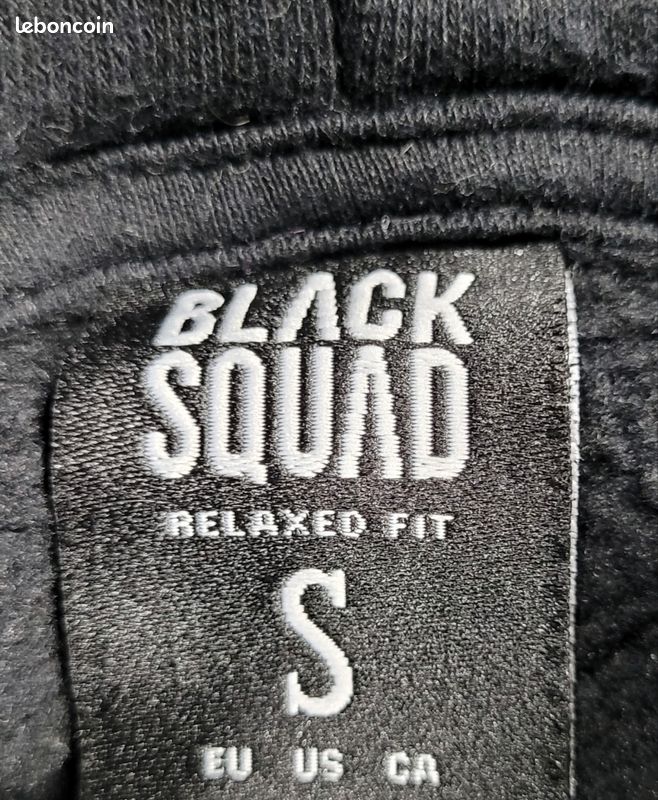 leboncoin
BLACK
SQUAD
RELAXED FIT
S
EU US CA